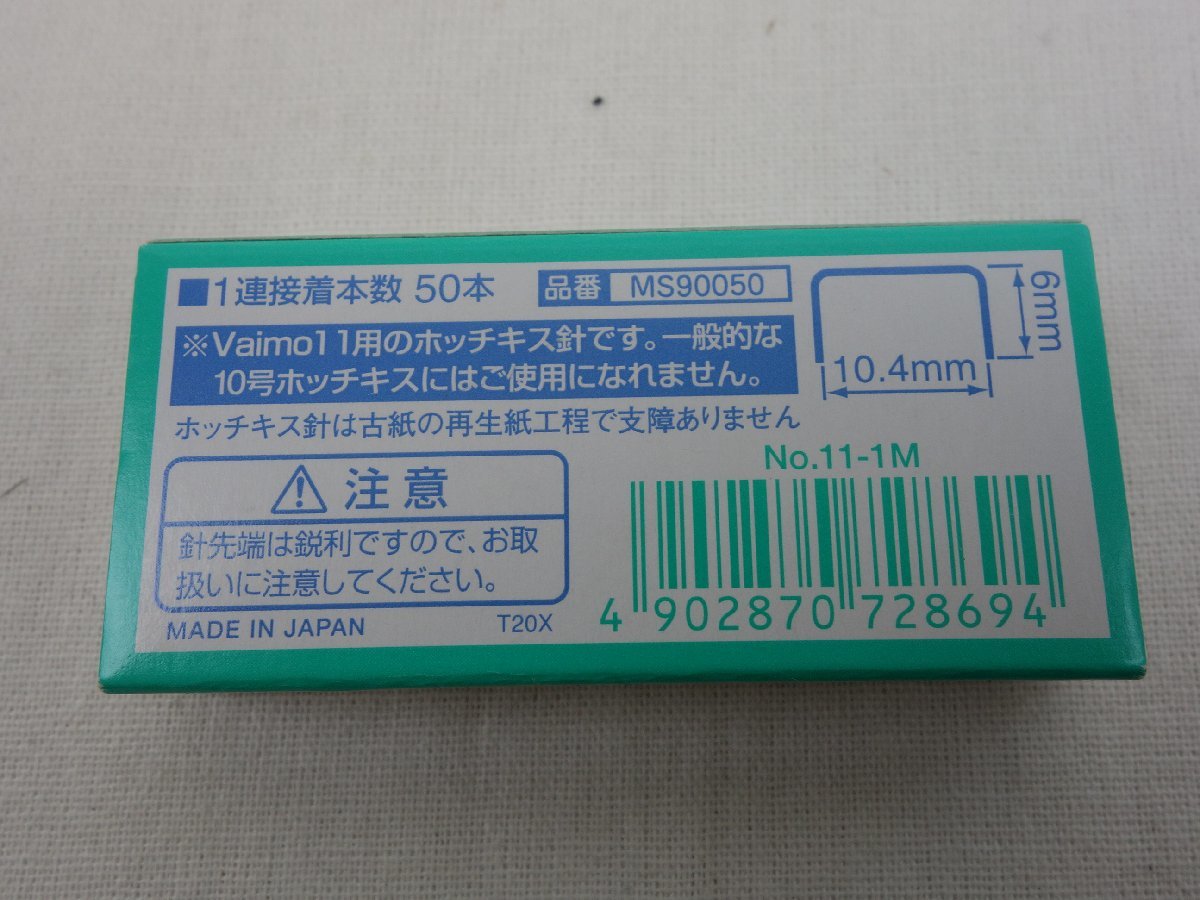 ■1連接着本数 50本
品番 MS90050
6mm
10.4mm
※Vaimo11用のホッチキス針です。一般的な
10号ホッチキスにはご使用になれません。
ホッチキス針は古紙の再生紙工程で支障ありません
No.11-1M
注意
針先端は鋭利ですので、お取
扱いに注意してください。
MADE IN JAPAN
T20X
4 902870 728694